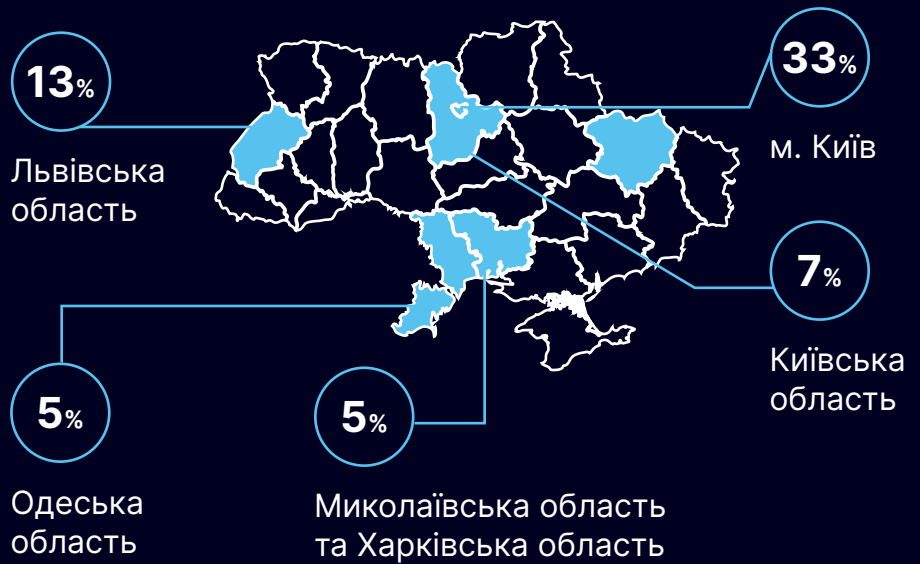 13%
Львівська
область
33%
м. Київ
7%
Київська
область
5%
Одеська
область
5%
Миколаївська область
та Харківська область